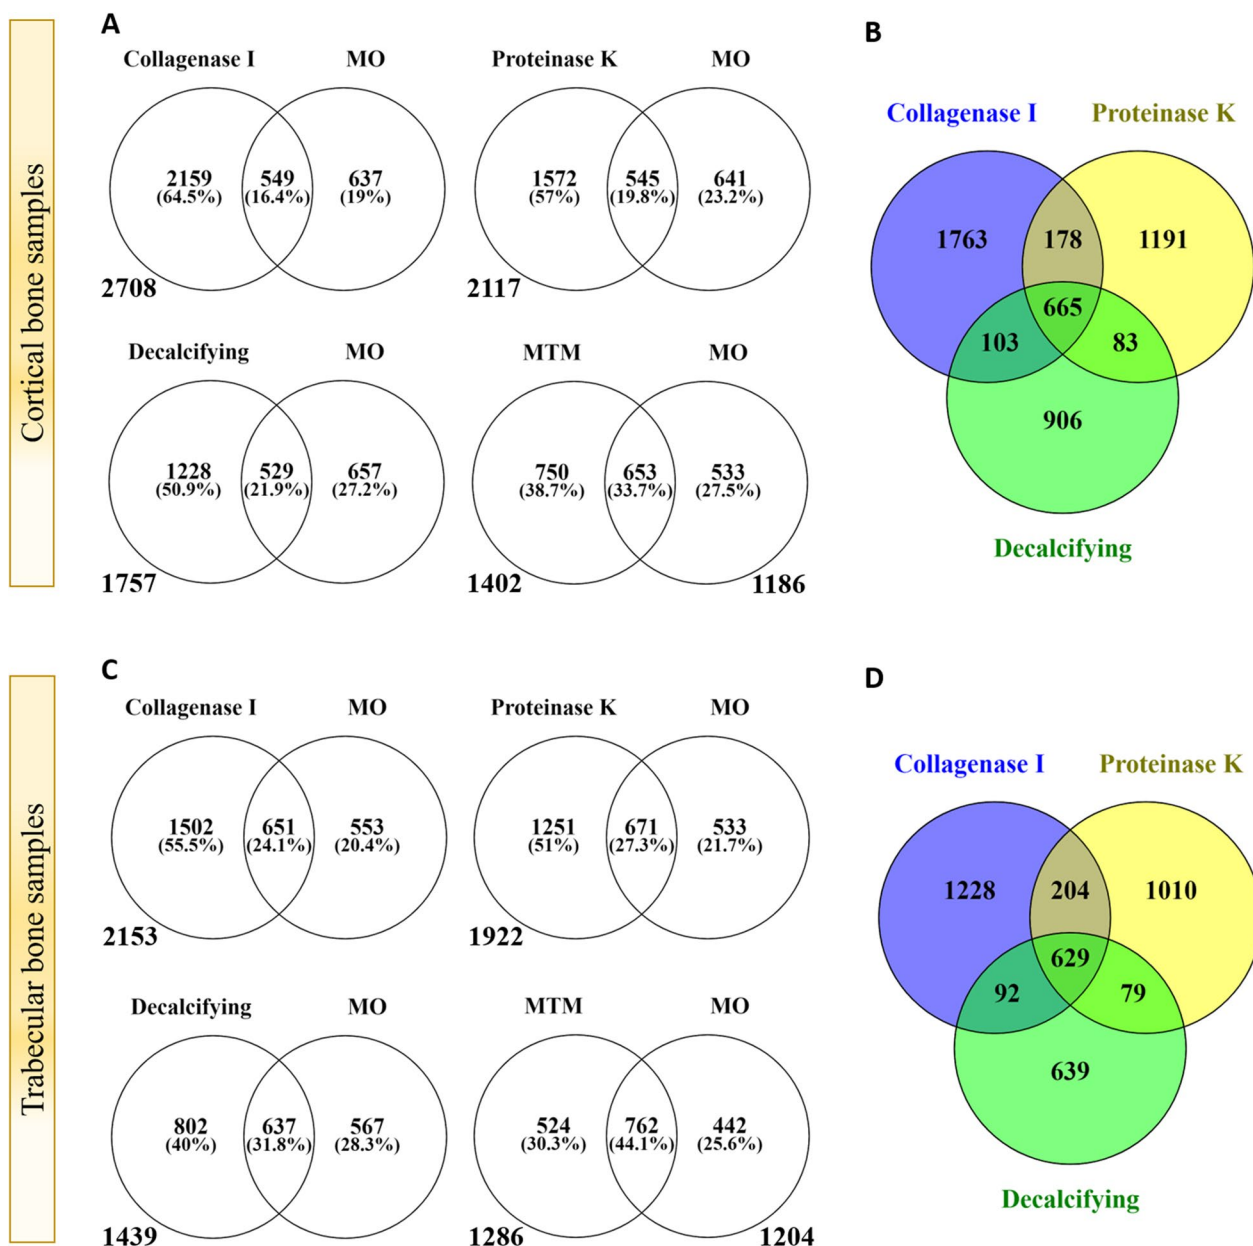 Cortical bone samples
A
Collagenase I MO
2159 549 637
(64.5%) (16.4%) (19%)
2708
Proteinase K MO
1572 545 641
(57%) (19.8%) (23.2%)
2117
Decalcifying MO
1228 529 657
(50.9%) (21.9%) (27.2%)
1757
MTM MO
750 653 533
(38.7%) (33.7%) (27.5%)
1402 1186
B
Collagenase I Proteinase K
1763 178 1191
665
103 83
906
Decalcifying
Trabecular bone samples
C
Collagenase I MO
1502 651 553
(55.5%) (24.1%) (20.4%)
2153
Proteinase K MO
1251 671 533
(51%) (27.3%) (21.7%)
1922
Decalcifying MO
802 637 567
(40%) (31.8%) (28.3%)
1439
MTM MO
524 762 442
(30.3%) (44.1%) (25.6%)
1286 1204
D
Collagenase I Proteinase K
1228 204 1010
629
92 79
639
Decalcifying